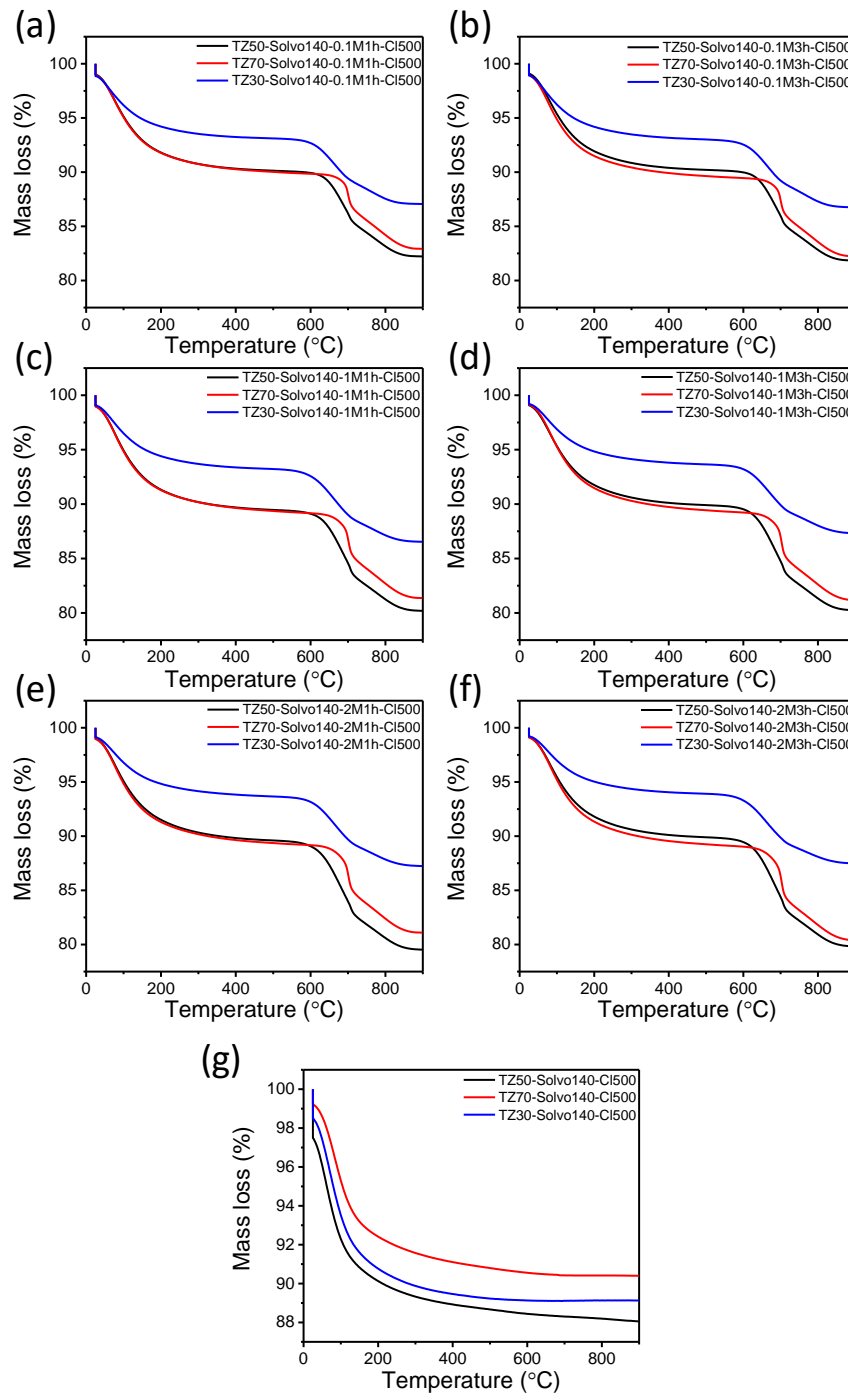 (a)
TZ50-Solvo140-0.1M1h-Cl500
TZ70-Solvo140-0.1M1h-Cl500
TZ30-Solvo140-0.1M1h-Cl500
100
95
90
85
80
Mass loss (%)
0 200 400 600 800
Temperature (°C)
(b)
TZ50-Solvo140-0.1M3h-Cl500
TZ70-Solvo140-0.1M3h-Cl500
TZ30-Solvo140-0.1M3h-Cl500
100
95
90
85
80
Mass loss (%)
0 200 400 600 800
Temperature (°C)
(c)
TZ50-Solvo140-1M1h-Cl500
TZ70-Solvo140-1M1h-Cl500
TZ30-Solvo140-1M1h-Cl500
100
95
90
85
80
Mass loss (%)
0 200 400 600 800
Temperature (°C)
(d)
TZ50-Solvo140-1M3h-Cl500
TZ70-Solvo140-1M3h-Cl500
TZ30-Solvo140-1M3h-Cl500
100
95
90
85
80
Mass loss (%)
0 200 400 600 800
Temperature (°C)
(e)
TZ50-Solvo140-2M1h-Cl500
TZ70-Solvo140-2M1h-Cl500
TZ30-Solvo140-2M1h-Cl500
100
95
90
85
80
Mass loss (%)
0 200 400 600 800
Temperature (°C)
(f)
TZ50-Solvo140-2M3h-Cl500
TZ70-Solvo140-2M3h-Cl500
TZ30-Solvo140-2M3h-Cl500
100
95
90
85
80
Mass loss (%)
0 200 400 600 800
Temperature (°C)
(g)
TZ50-Solvo140-Cl500
TZ70-Solvo140-Cl500
TZ30-Solvo140-Cl500
100
98
96
94
92
90
88
Mass loss (%)
0 200 400 600 800
Temperature (°C)